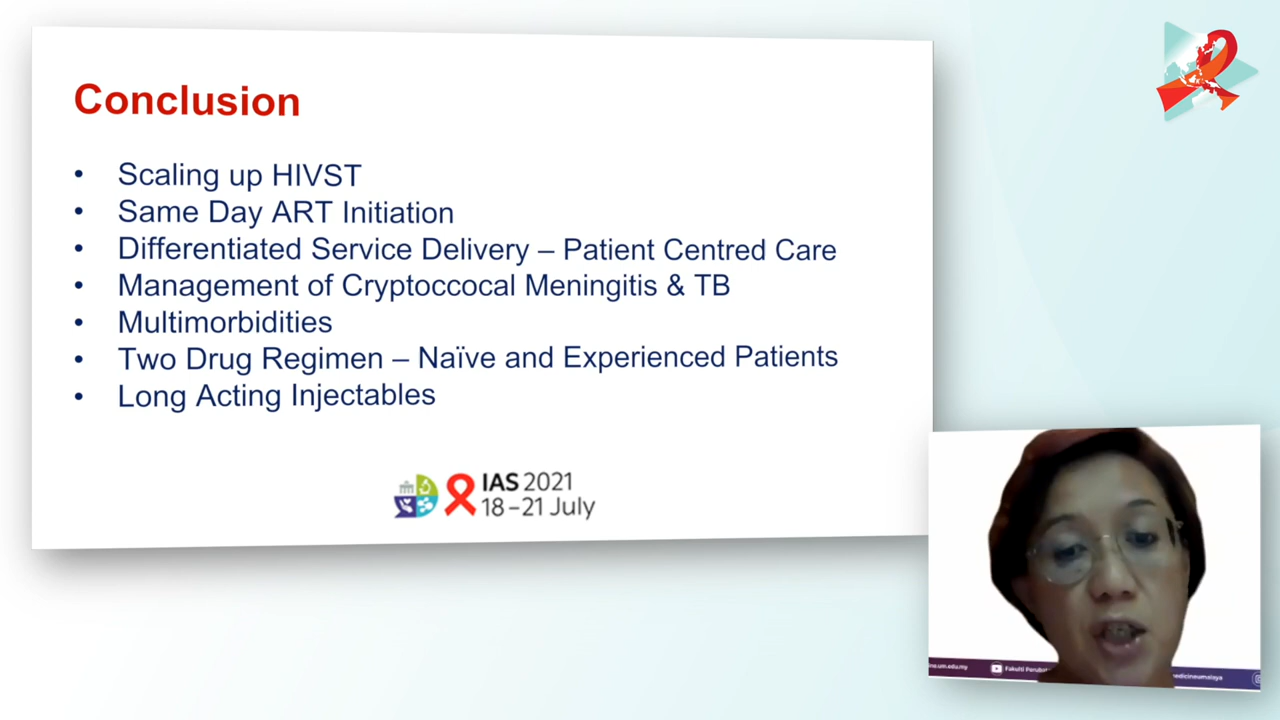 Conclusion
• Scaling up HIVST
• Same Day ART Initiation
• Differentiated Service Delivery – Patient Centred Care
• Management of Cryptoccocal Meningitis & TB
• Multimorbidities
• Two Drug Regimen – Naïve and Experienced Patients
• Long Acting Injectables
IAS 2021
18–21 July
Fakulti